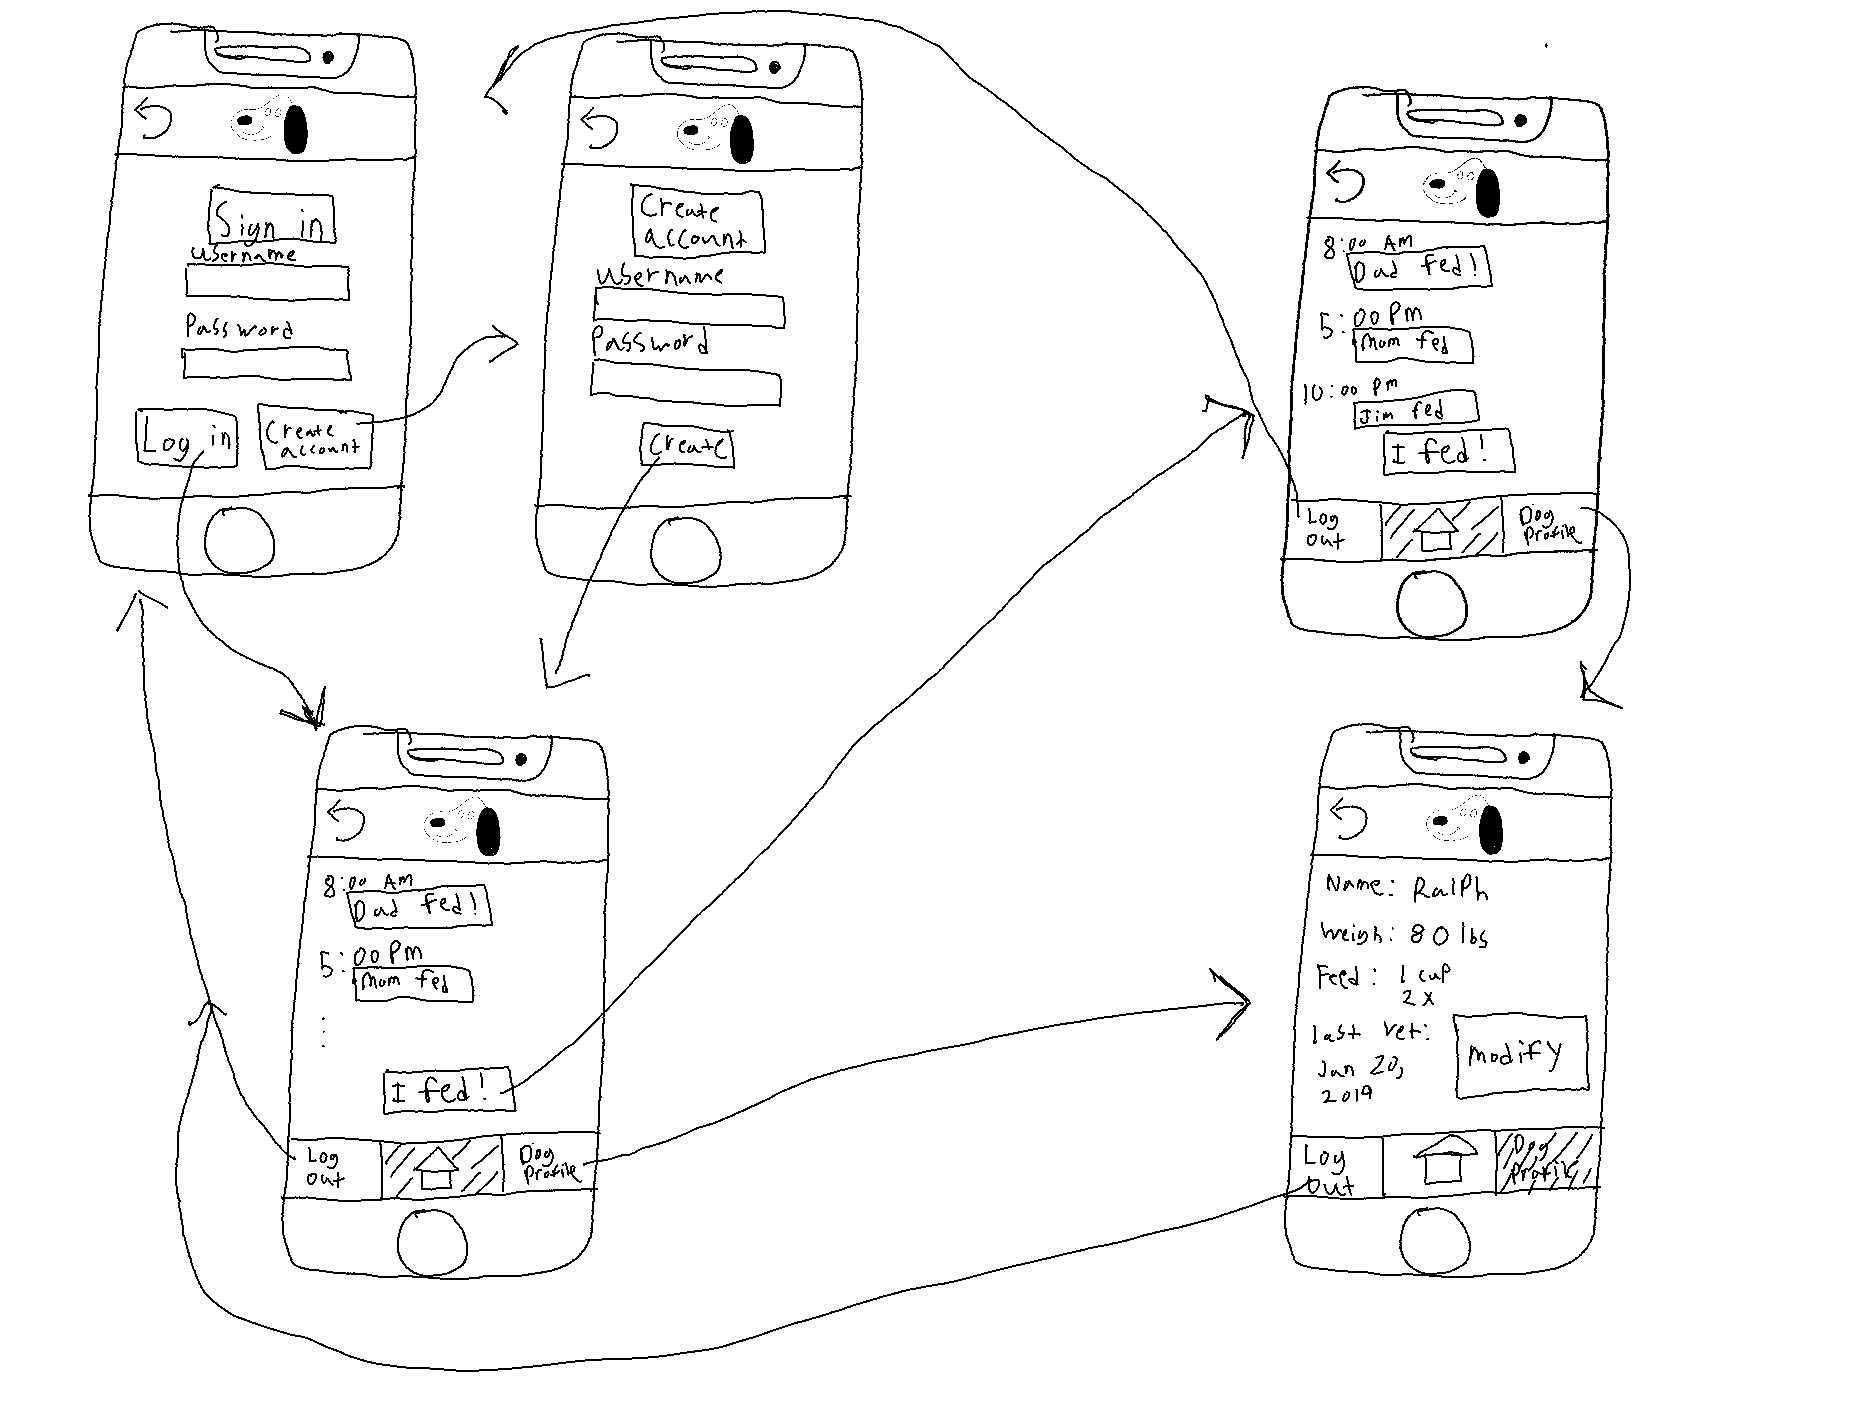 Sign in
username
Password
Log in
Create
account
Create
account
username
Password
Create
8:00 AM
Dad fed!
5:00 PM
Mom fed
10:00 PM
Jim fed
I fed!
Log
Out
Dog
Profile
8:00 AM
Dad fed!
5:00 PM
Mom fed
...
I fed!
Log
Out
Dog
Profile
Name: Ralph
Weigh: 80 lbs
Feed: 1 cup
2x
last vet:
Jan 20,
2019
Modify
Log
Out
Dog
Profile